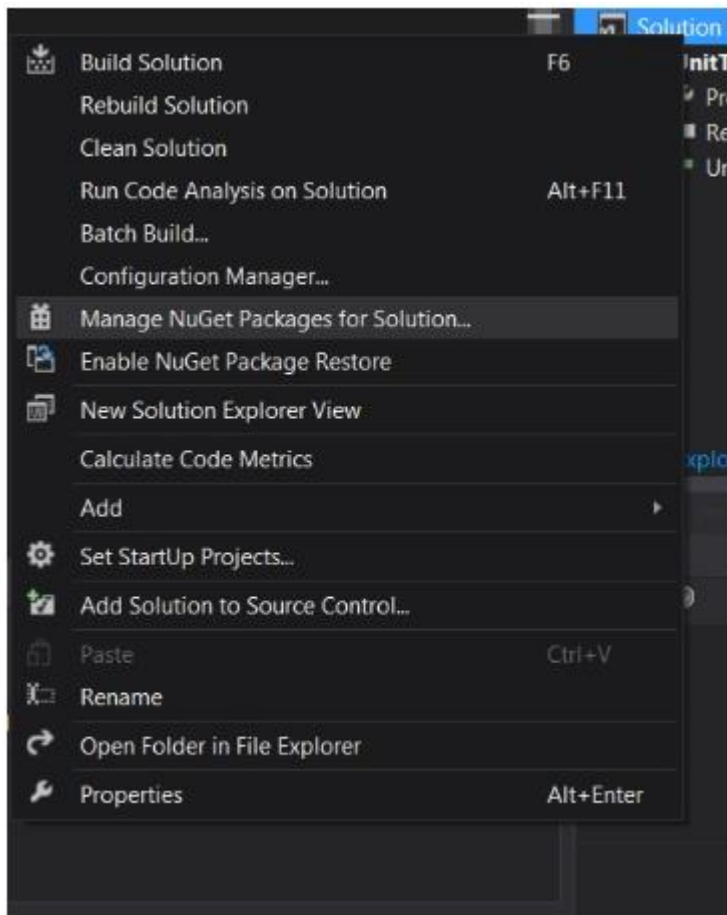 Solution
Build Solution F6
Rebuild Solution
Clean Solution
Run Code Analysis on Solution Alt+F11
Batch Build...
Configuration Manager...
Manage NuGet Packages for Solution...
Enable NuGet Package Restore
New Solution Explorer View
Calculate Code Metrics
Add
Set StartUp Projects...
Add Solution to Source Control...
Paste Ctrl+V
Rename
Open Folder in File Explorer
Properties Alt+Enter